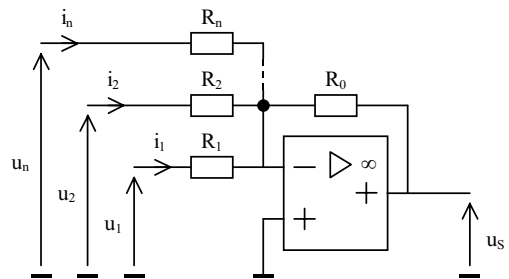 iₙ
Rₙ
i₂
R₂
R₀
i₁
R₁
uₙ
u₂
u₁
− ▷ ∞
+
+
uₛ